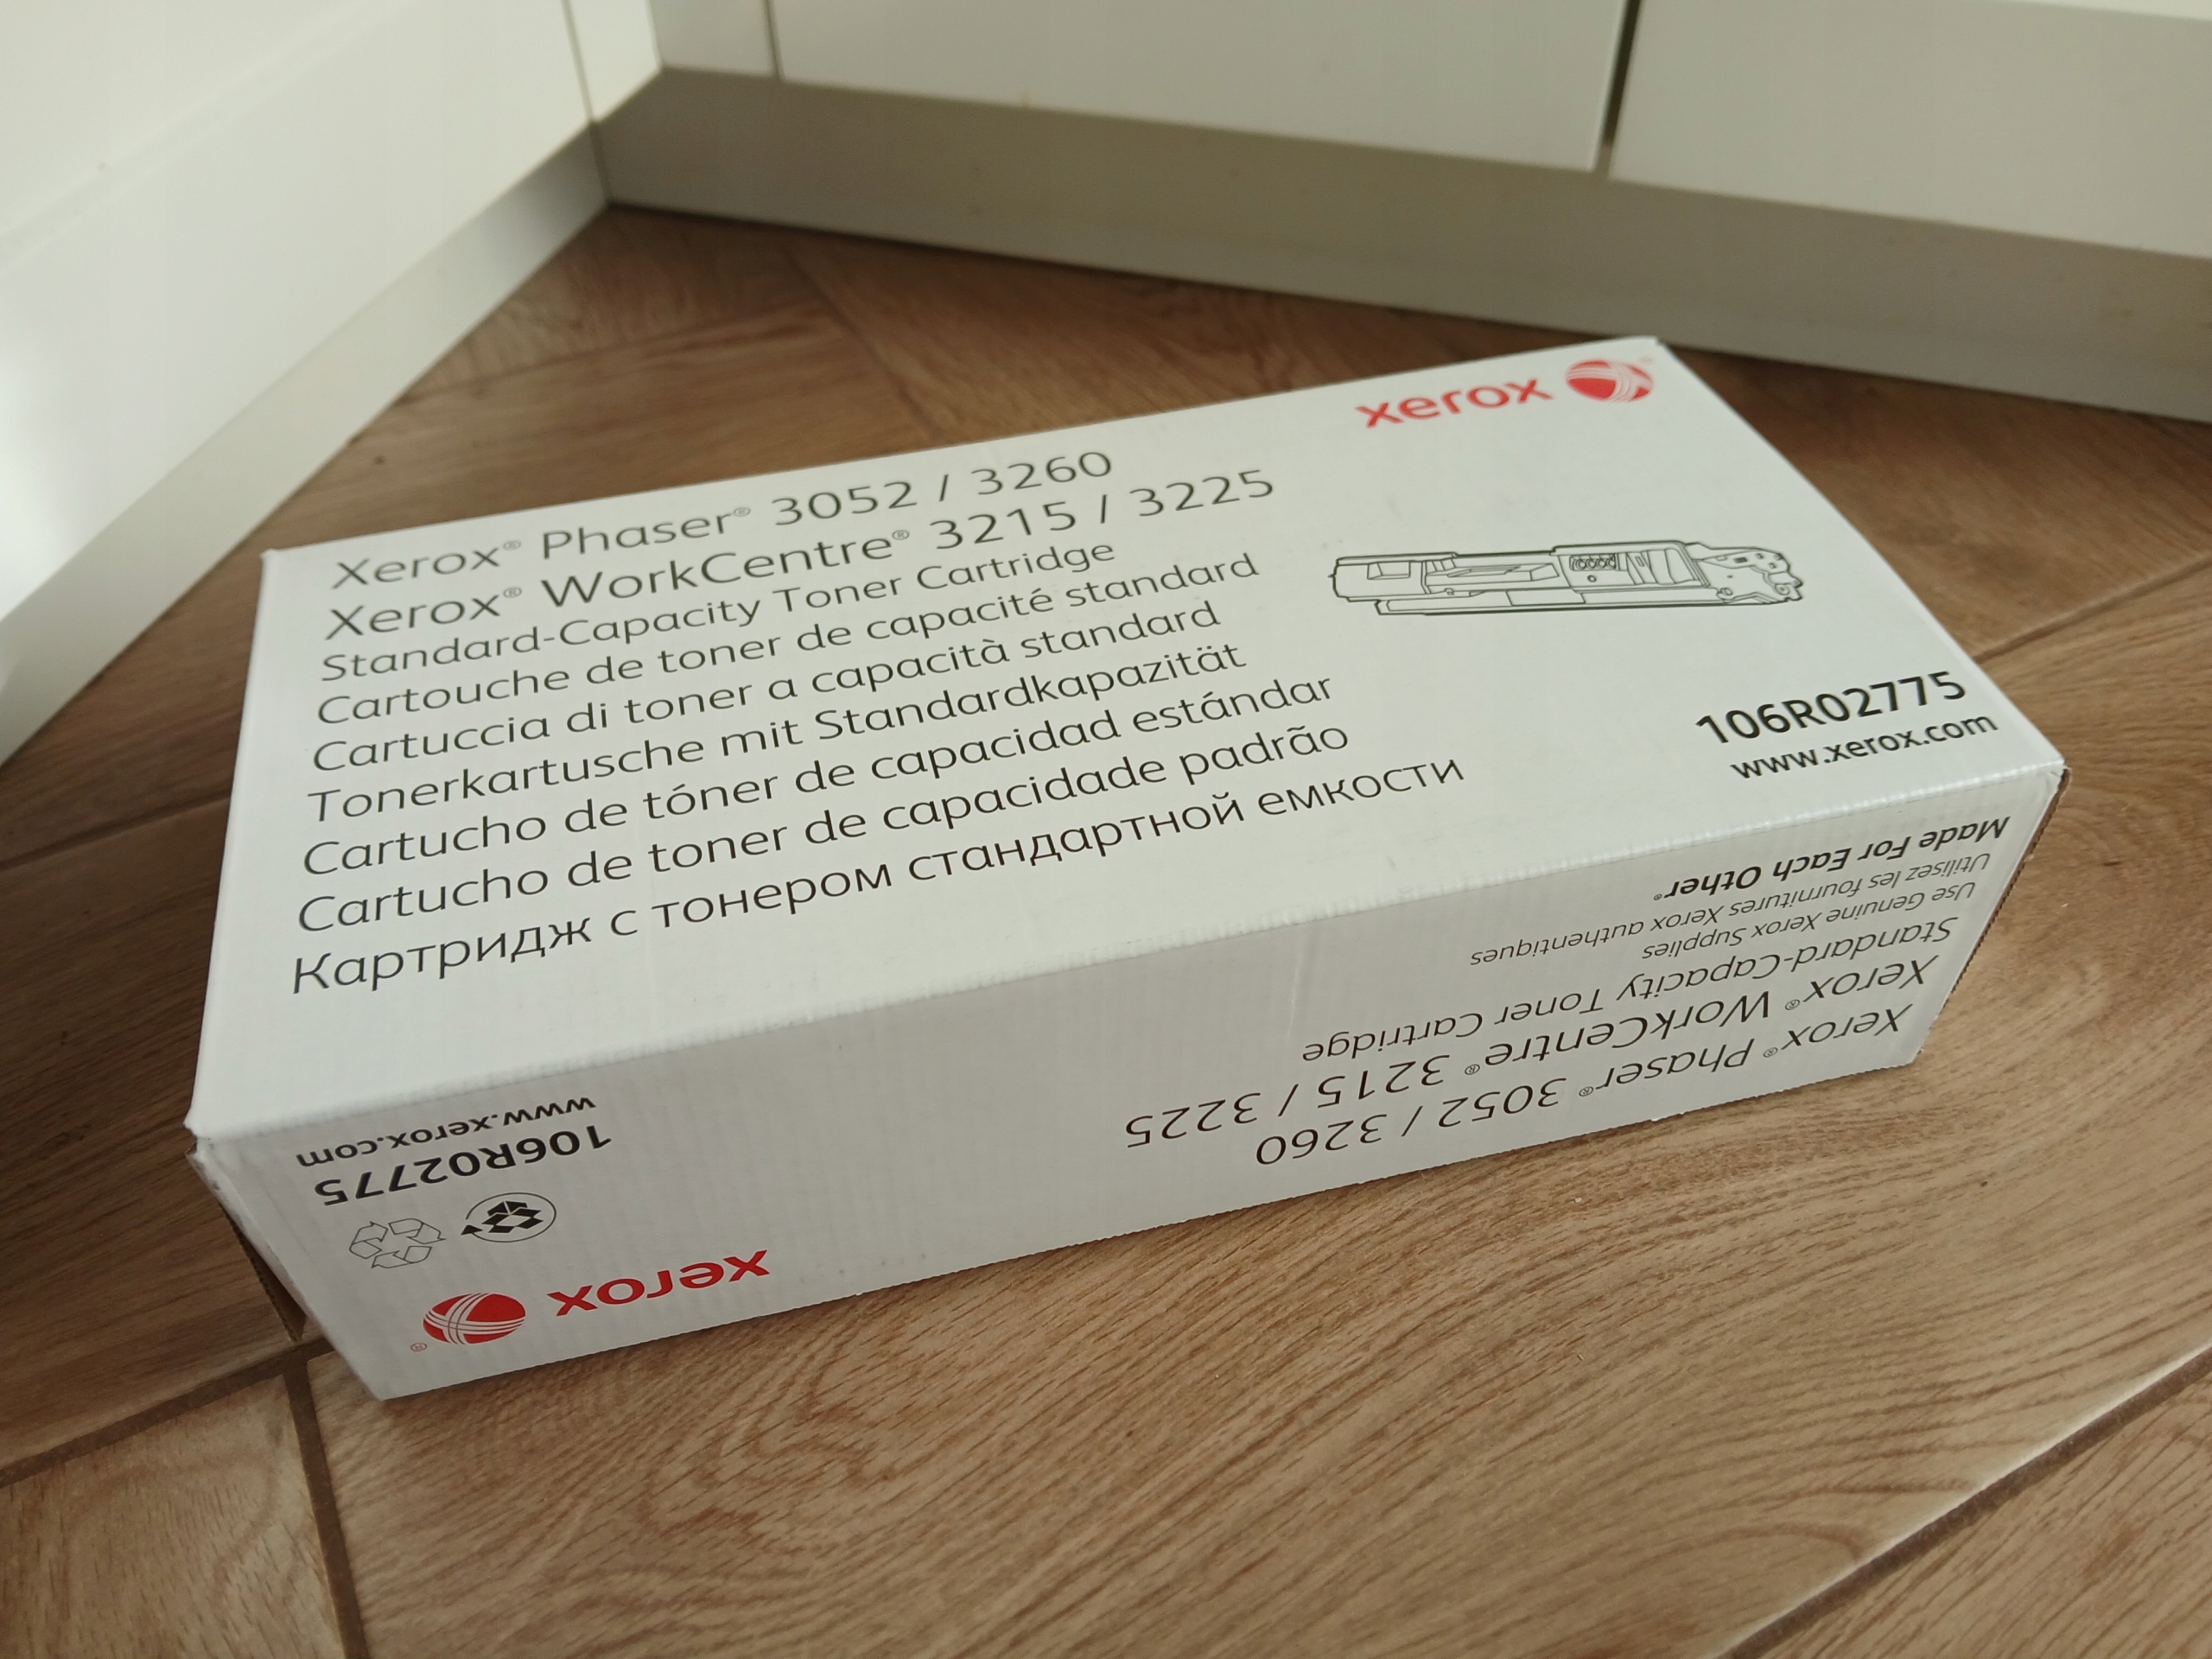 xerox
Xerox® Phaser® 3052 / 3260
Xerox® WorkCentre® 3215 / 3225
Standard-Capacity Toner Cartridge
Cartouche de toner de capacité standard
Cartuccia di toner a capacità standard
Tonerkartusche mit Standardkapazität
Cartucho de tóner de capacidad estándar
Cartucho de toner de capacidade padrão
Картридж с тонером стандартной емкости
106R02775
www.xerox.com
xerox ®
Xerox® Phaser® 3052 / 3260
Xerox® WorkCentre® 3215 / 3225
Standard-Capacity Toner Cartridge
Use Genuine Xerox Supplies
Utilisez les fournitures Xerox authentiques
Made For Each Other®
106R02775
www.xerox.com